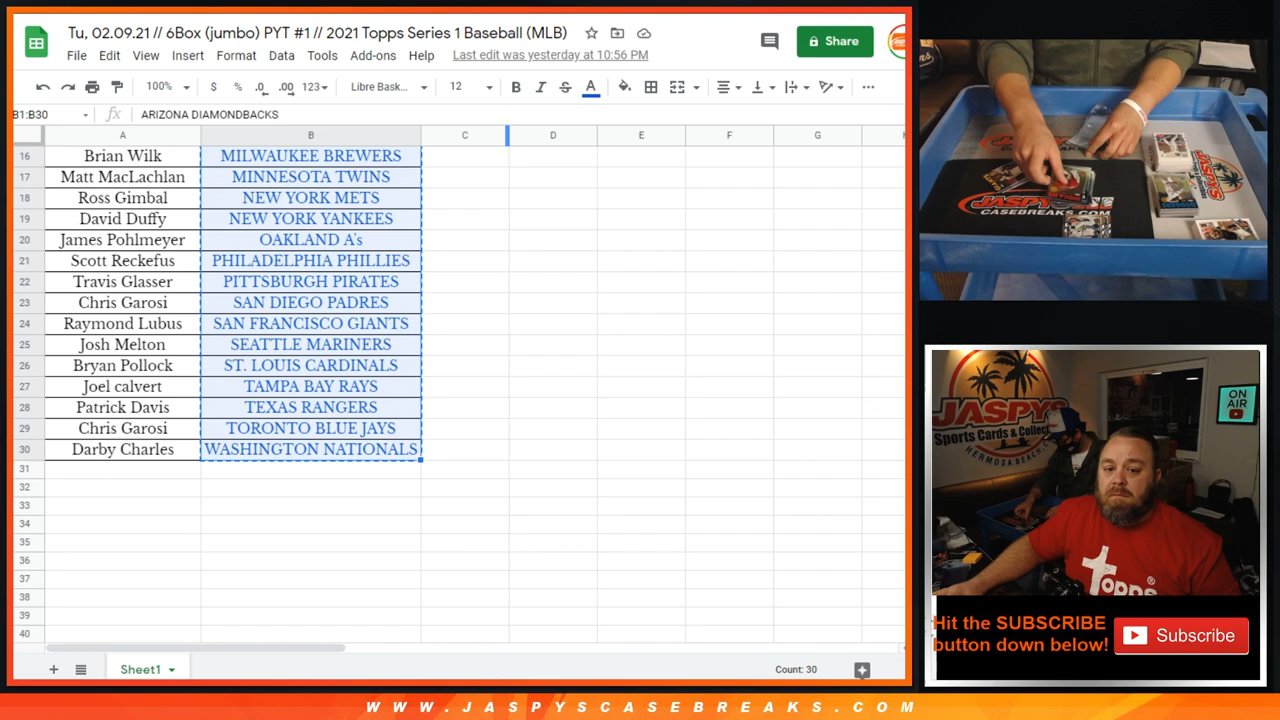 Tu, 02.09.21 // 6Box (jumbo) PYT #1 // 2021 Topps Series 1 Baseball (MLB)
File Edit View Insert Format Data Tools Add-ons Help Last edit was yesterday at 10:56 PM
Share
100% $ % .0 .00 123 Libre Bask... 12 B I S A
B1:B30 fx ARIZONA DIAMONDBACKS
A B C D E F G H
16 Brian Wilk MILWAUKEE BREWERS
17 Matt MacLachlan MINNESOTA TWINS
18 Ross Gimbal NEW YORK METS
19 David Duffy NEW YORK YANKEES
20 James Pohlmeyer OAKLAND A's
21 Scott Reckefus PHILADELPHIA PHILLIES
22 Travis Glasser PITTSBURGH PIRATES
23 Chris Garosi SAN DIEGO PADRES
24 Raymond Lubus SAN FRANCISCO GIANTS
25 Josh Melton SEATTLE MARINERS
26 Bryan Pollock ST. LOUIS CARDINALS
27 Joel calvert TAMPA BAY RAYS
28 Patrick Davis TEXAS RANGERS
29 Chris Garosi TORONTO BLUE JAYS
30 Darby Charles WASHINGTON NATIONALS
31
32
33
34
35
36
37
38
39
40
Sheet1
Count: 30
JASPYS
CASEBREAKS.COM
JASPYS
JASPYS
Sports Cards & Collect
HERMOSA BEACH,
ON
AIR
topps
Hit the SUBSCRIBE
button down below!
Subscribe
WWW.JASPYSCASEBREAKS.COM